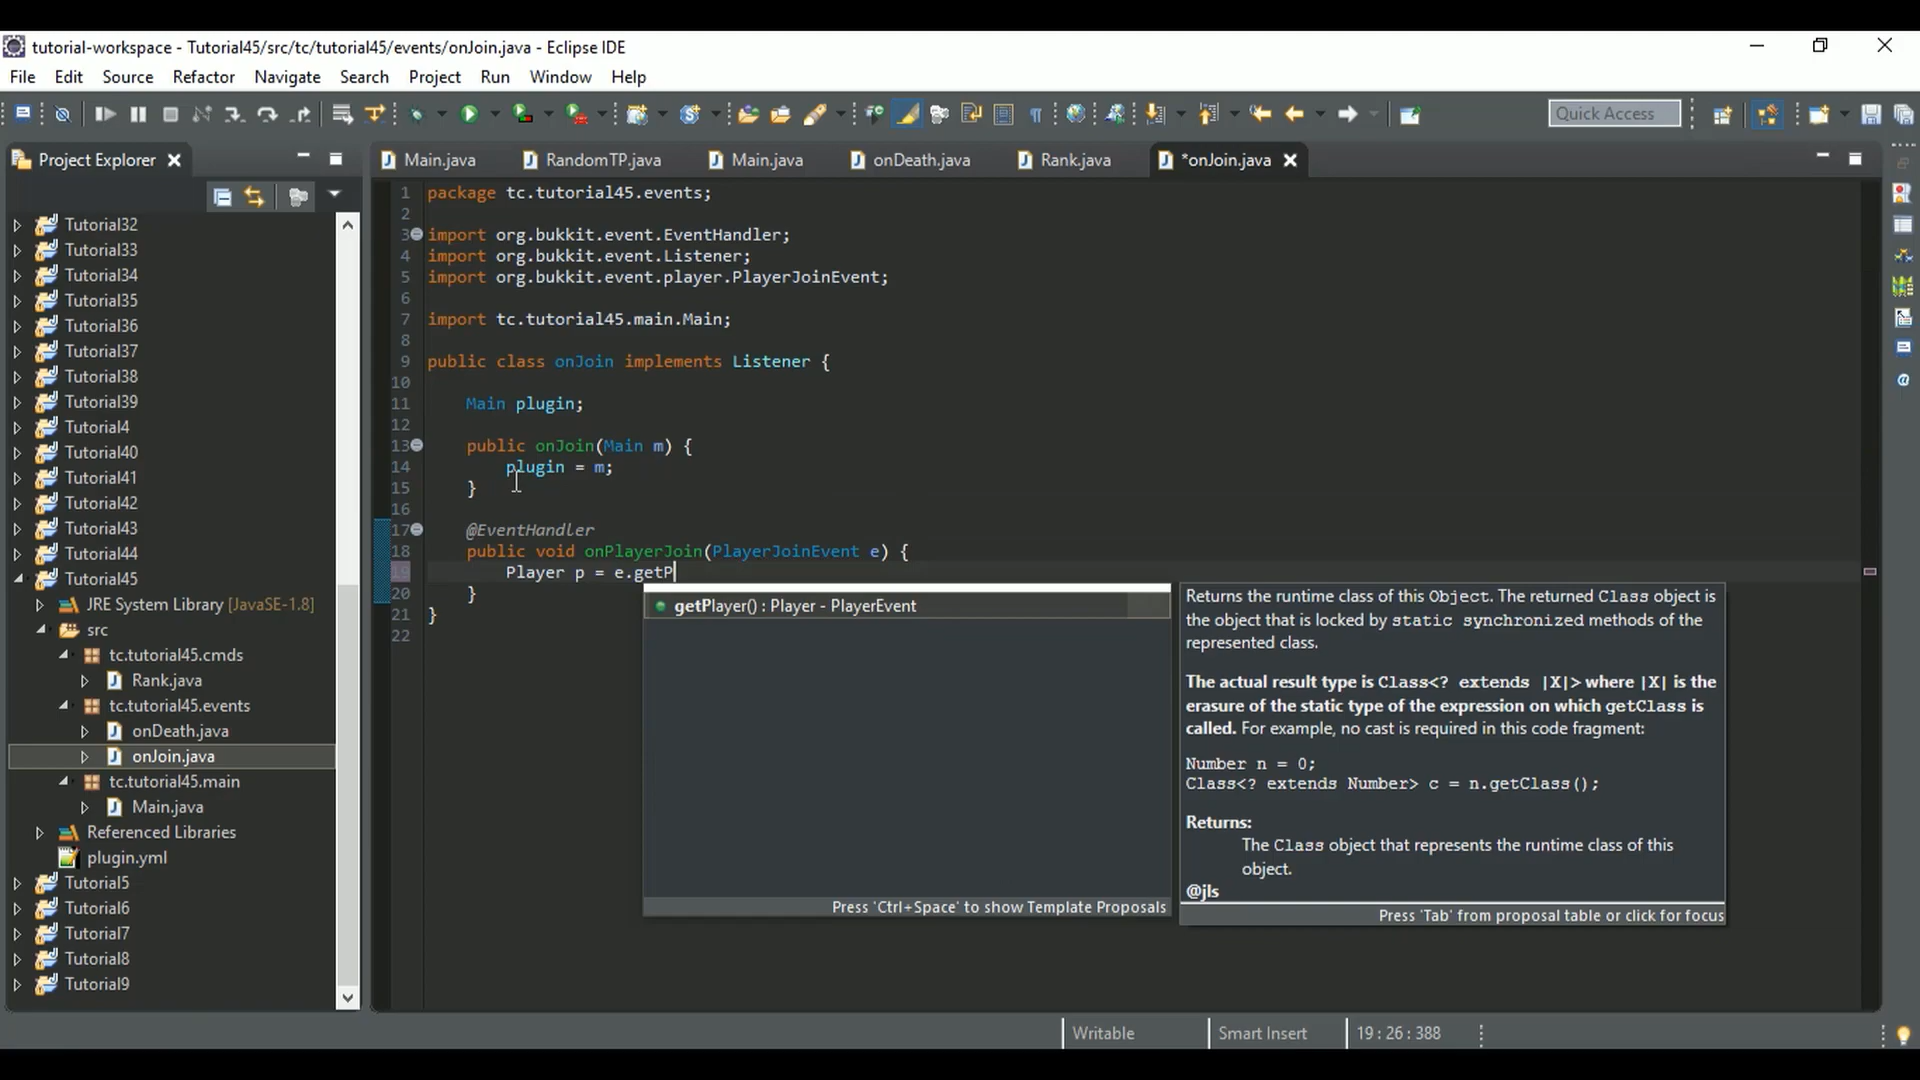 tutorial-workspace - Tutorial45/src/tc/tutorial45/events/onJoin.java - Eclipse IDE
File Edit Source Refactor Navigate Search Project Run Window Help
Quick Access
Project Explorer
Main.java RandomTP.java Main.java onDeath.java Rank.java *onJoin.java
Tutorial32
Tutorial33
Tutorial34
Tutorial35
Tutorial36
Tutorial37
Tutorial38
Tutorial39
Tutorial4
Tutorial40
Tutorial41
Tutorial42
Tutorial43
Tutorial44
Tutorial45
JRE System Library [JavaSE-1.8]
src
tc.tutorial45.cmds
Rank.java
tc.tutorial45.events
onDeath.java
onJoin.java
tc.tutorial45.main
Main.java
Referenced Libraries
plugin.yml
Tutorial5
Tutorial6
Tutorial7
Tutorial8
Tutorial9
1 package tc.tutorial45.events;
2
3 import org.bukkit.event.EventHandler;
4 import org.bukkit.event.Listener;
5 import org.bukkit.event.player.PlayerJoinEvent;
6
7 import tc.tutorial45.main.Main;
8
9 public class onJoin implements Listener {
10
11 Main plugin;
12
13 public onJoin(Main m) {
14 plugin = m;
15 }
16
17 @EventHandler
18 public void onPlayerJoin(PlayerJoinEvent e) {
19 Player p = e.getP
20 }
21 }
22
getPlayer() : Player - PlayerEvent
Press 'Ctrl+Space' to show Template Proposals
Returns the runtime class of this Object. The returned Class object is
the object that is locked by static synchronized methods of the
represented class.
The actual result type is Class<? extends |X|> where |X| is the
erasure of the static type of the expression on which getClass is
called. For example, no cast is required in this code fragment:
Number n = 0;
Class<? extends Number> c = n.getClass();
Returns:
The Class object that represents the runtime class of this
object.
@jls
Press 'Tab' from proposal table or click for focus
Writable Smart Insert 19 : 26 : 388